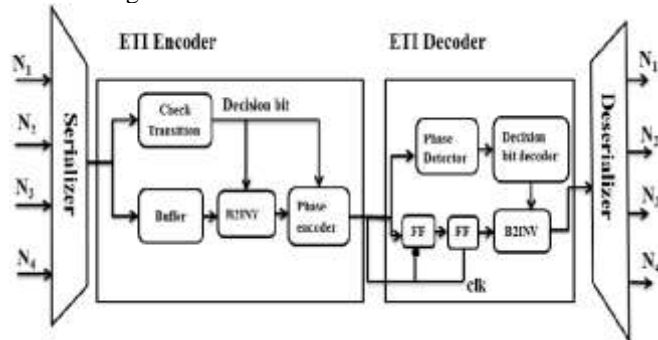 ETI Encoder
ETI Decoder
N1
N2
N3
N4
Serializer
Check
Transition
Decision bit
Buffer
B2INV
Phase
encoder
Phase
Detector
Decision
bit decoder
FF
FF
B2INV
clk
Deserializer
N1
N2
N3
N4